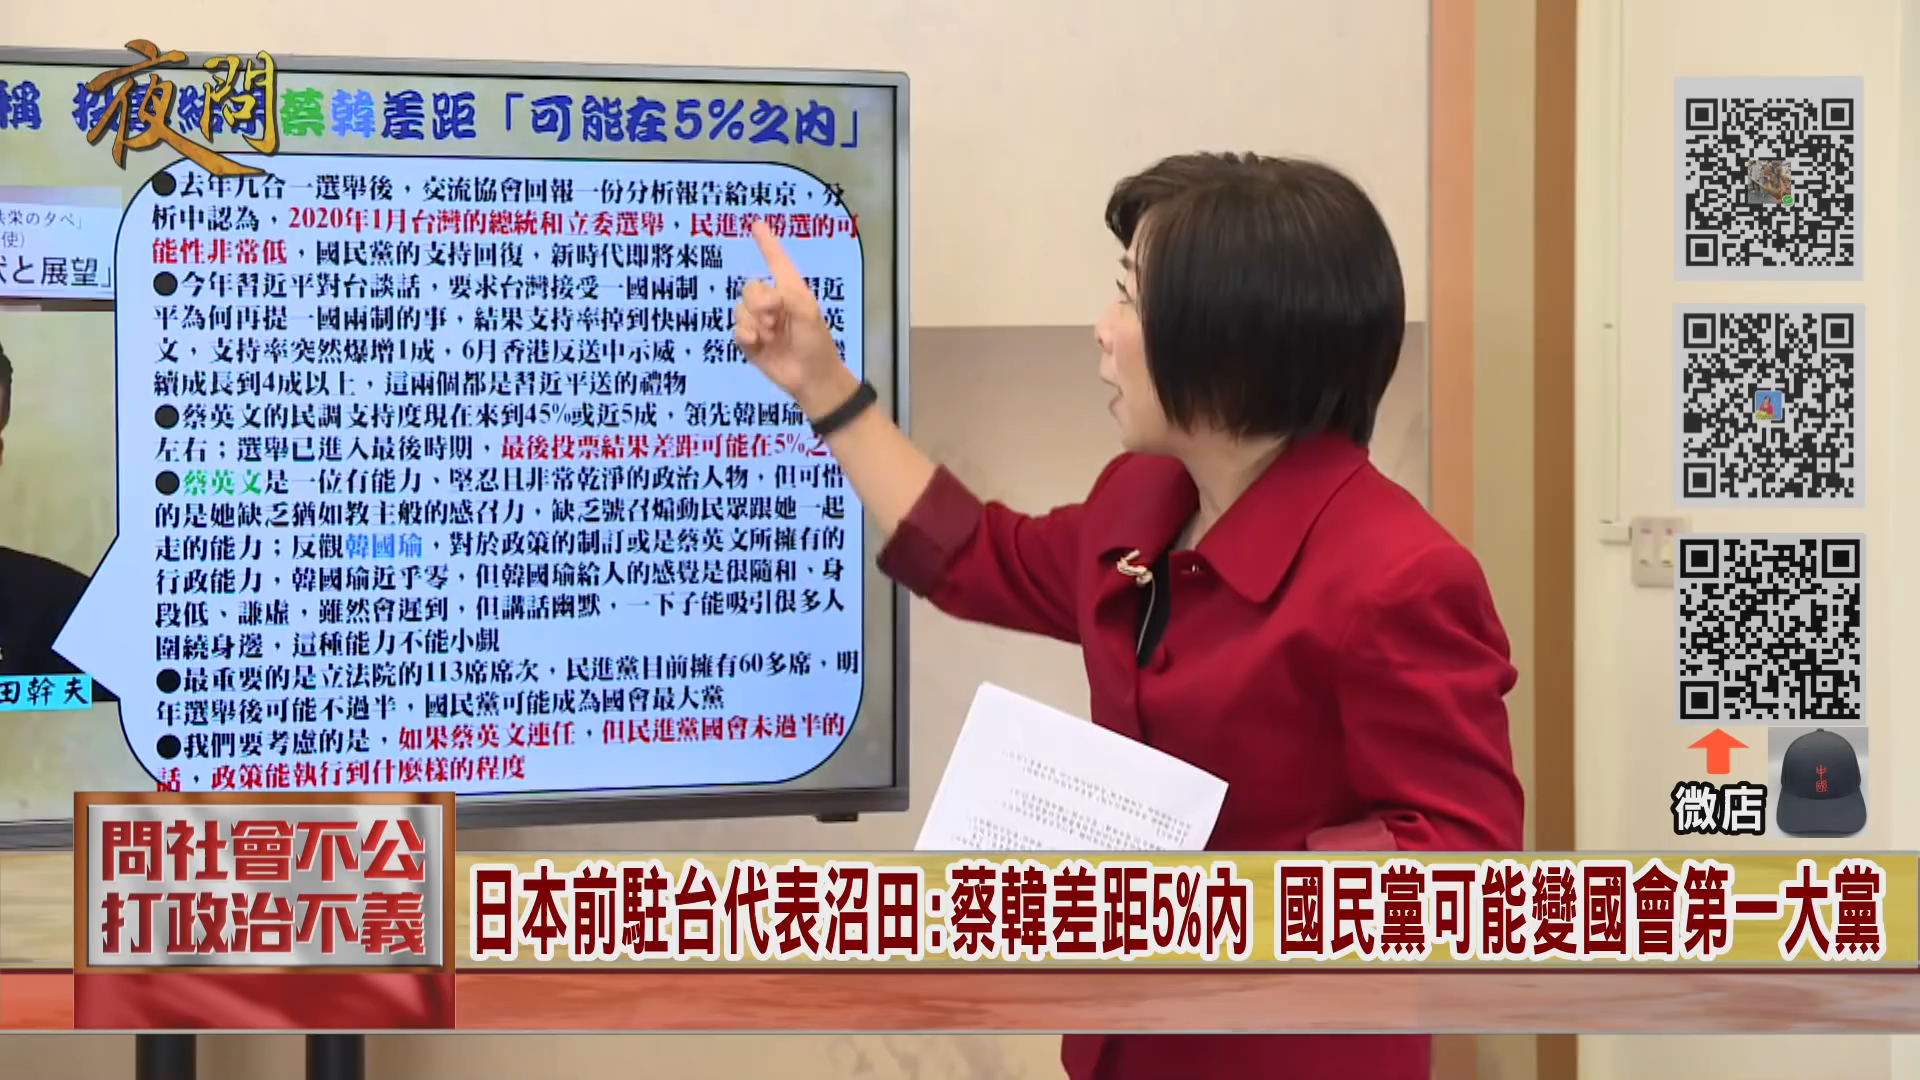 夜問
稱 投票結果蔡韓差距「可能在5%之內」
共栄の夕べ」
使）
状と展望」
●去年九合一選舉後，交流協會回報一份分析報告給東京，分
析中認為，2020年1月台灣的總統和立委選舉，民進黨勝選的可
能性非常低，國民黨的支持回復，新時代即將來臨
●今年習近平對台談話，要求台灣接受一國兩制，搞 習近
平為何再提一國兩制的事，結果支持率掉到快兩成以 英
文，支持率突然爆增1成，6月香港反送中示威，蔡的
續成長到4成以上，這兩個都是習近平送的禮物
●蔡英文的民調支持度現在來到45%或近5成，領先韓國瑜
左右；選舉已進入最後時期，最後投票結果差距可能在5%之
●蔡英文是一位有能力、堅忍且非常乾淨的政治人物，但可惜
的是她缺乏猶如教主般的感召力，缺乏號召煽動民眾跟她一起
走的能力；反觀韓國瑜，對於政策的制訂或是蔡英文所擁有的
行政能力，韓國瑜近乎零，但韓國瑜給人的感覺是很隨和、身
段低、謙虛，雖然會遲到，但講話幽默，一下子能吸引很多人
圍繞身邊，這種能力不能小覷
●最重要的是立法院的113席席次，民進黨目前擁有60多席，明
年選舉後可能不過半，國民黨可能成為國會最大黨
●我們要考慮的是，如果蔡英文連任，但民進黨國會未過半的
話，政策能執行到什麼樣的程度
田幹夫
微店
中國
問社會不公
打政治不義
日本前駐台代表沼田:蔡韓差距5%內 國民黨可能變國會第一大黨